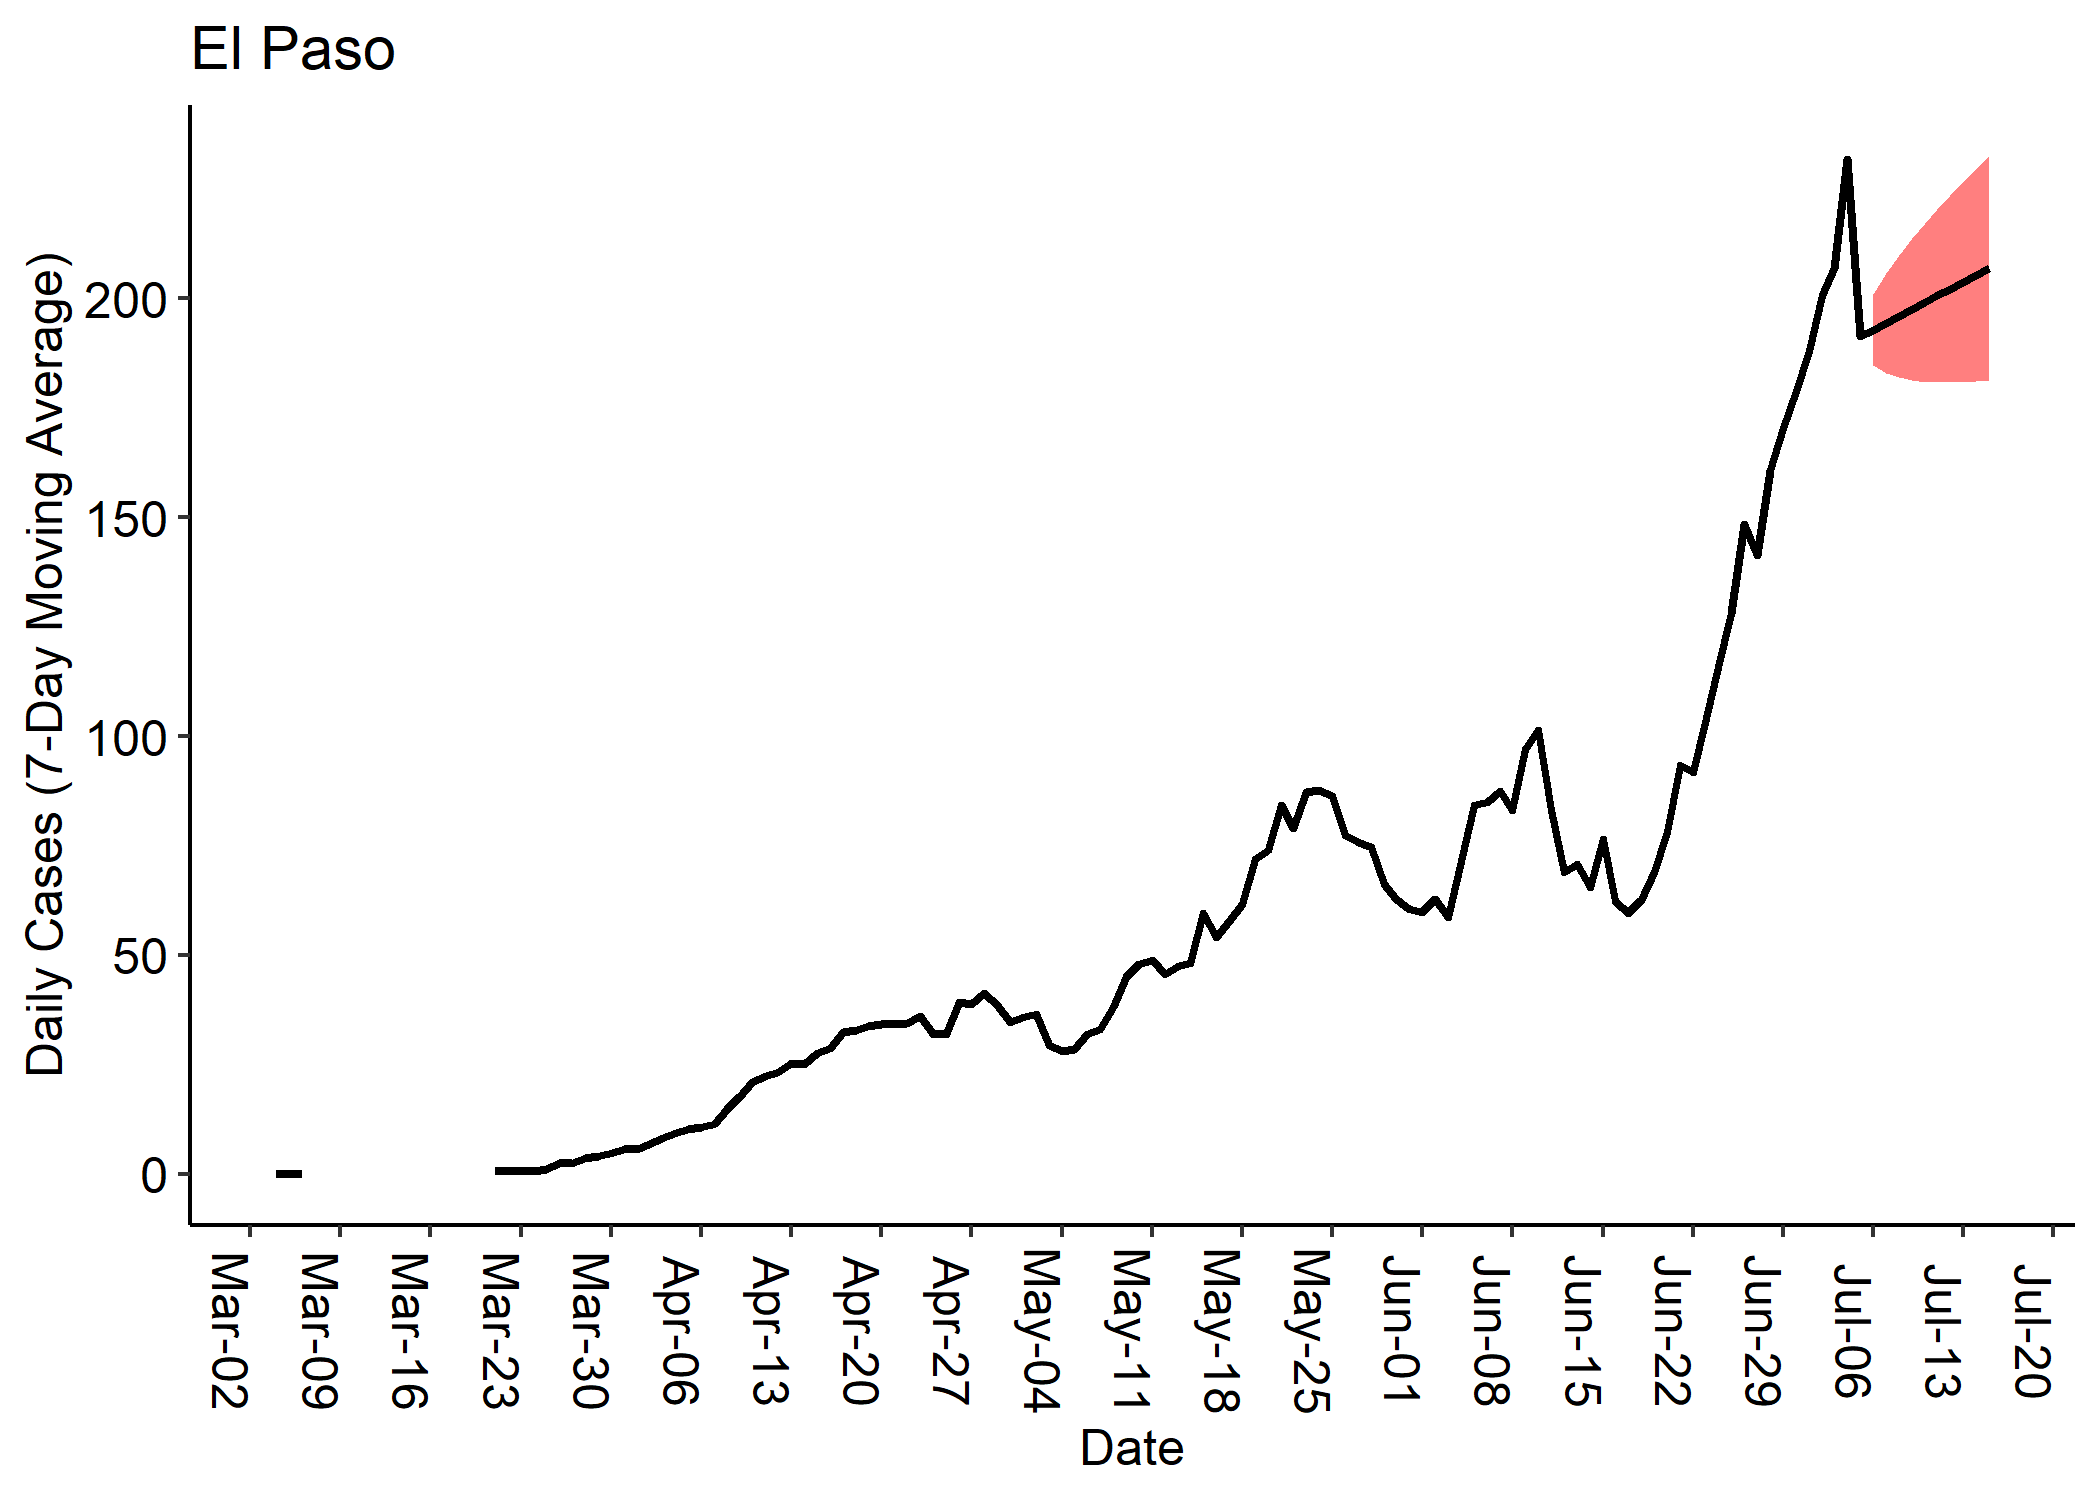 El Paso
Daily Cases (7-Day Moving Average)
200
150
100
50
0
Mar-02
Mar-09
Mar-16
Mar-23
Mar-30
Apr-06
Apr-13
Apr-20
Apr-27
May-04
May-11
May-18
May-25
Jun-01
Jun-08
Jun-15
Jun-22
Jun-29
Jul-06
Jul-13
Jul-20
Date